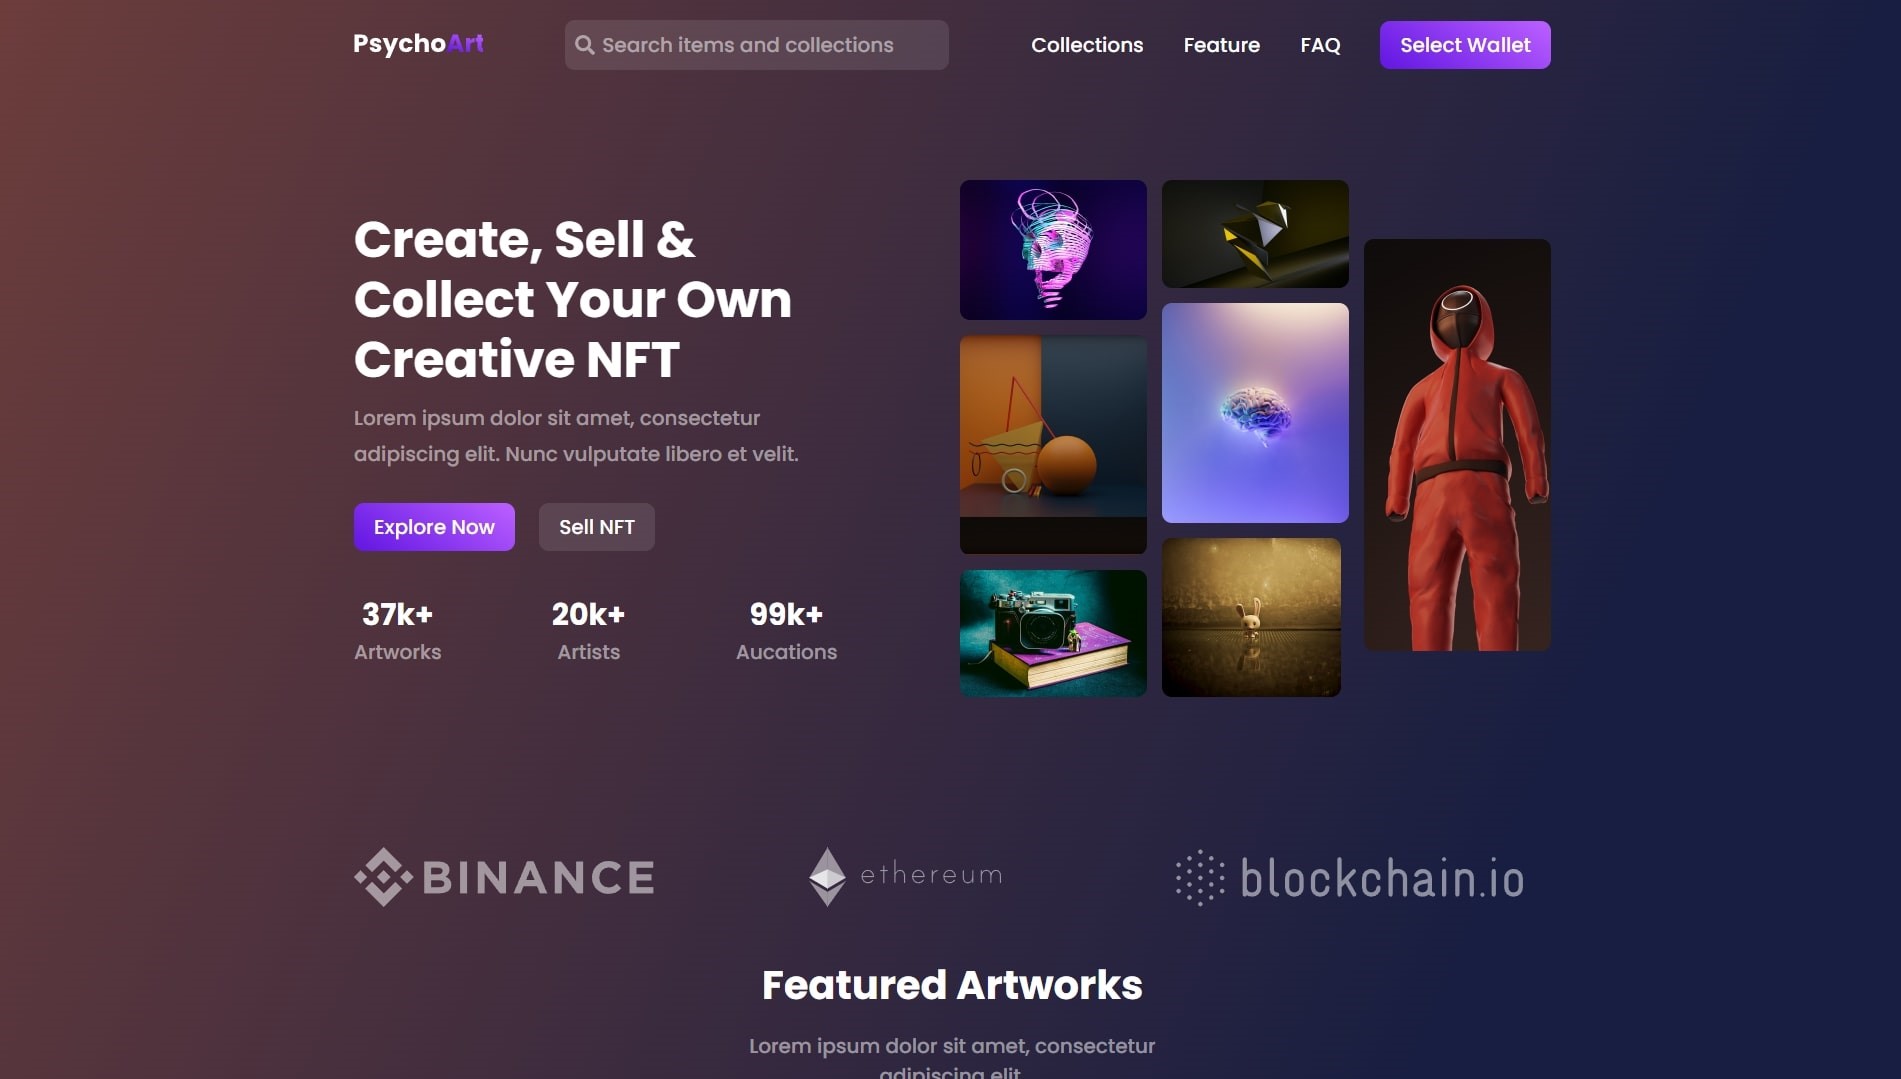 PsychoArt
Search items and collections
Collections
Feature
FAQ
Select Wallet
Create, Sell &
Collect Your Own
Creative NFT
Lorem ipsum dolor sit amet, consectetur
adipiscing elit. Nunc vulputate libero et velit.
Explore Now
Sell NFT
37k+
Artworks
20k+
Artists
99k+
Aucations
BINANCE
ethereum
blockchain.io
Featured Artworks
Lorem ipsum dolor sit amet, consectetur
adipiscing elit